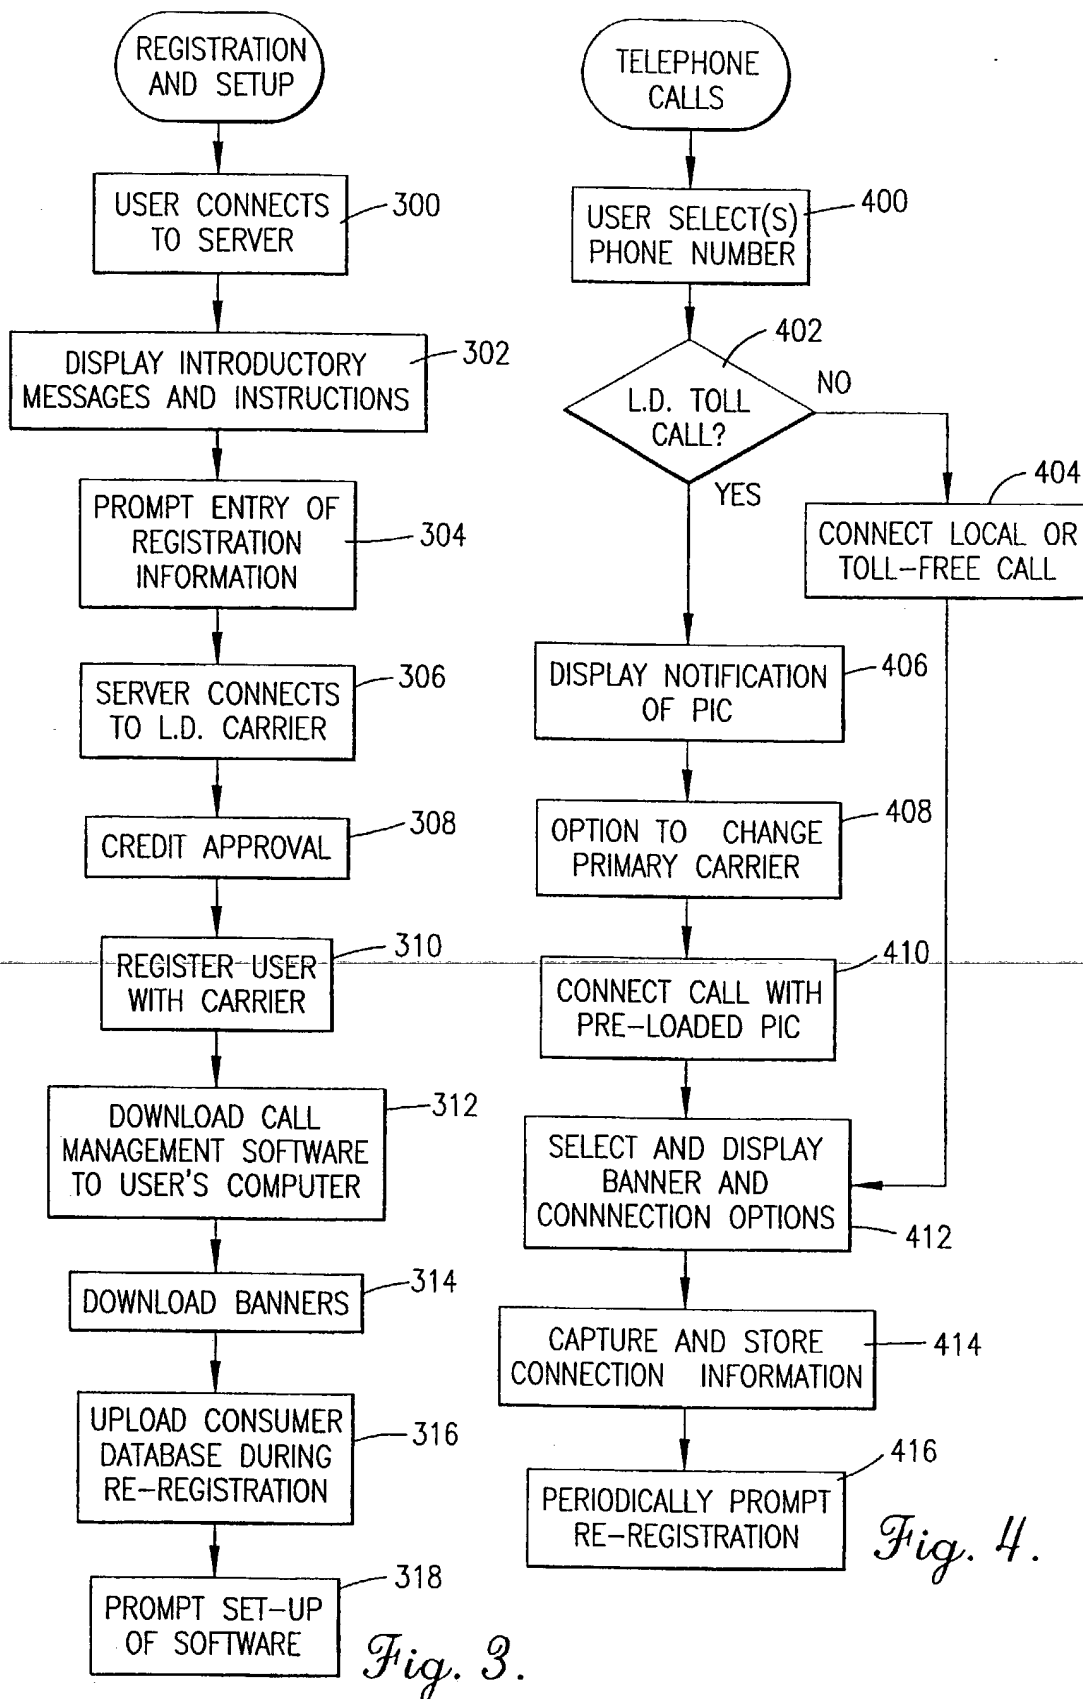 REGISTRATION
AND SETUP
USER CONNECTS
TO SERVER
300
DISPLAY INTRODUCTORY
MESSAGES AND INSTRUCTIONS
302
PROMPT ENTRY OF
REGISTRATION
INFORMATION
304
SERVER CONNECTS
TO L.D. CARRIER
306
CREDIT APPROVAL
308
REGISTER USER
WITH CARRIER
310
DOWNLOAD CALL
MANAGEMENT SOFTWARE
TO USER'S COMPUTER
312
DOWNLOAD BANNERS
314
UPLOAD CONSUMER
DATABASE DURING
RE-REGISTRATION
316
PROMPT SET-UP
OF SOFTWARE
318
Fig. 3.
TELEPHONE
CALLS
USER SELECT(S)
PHONE NUMBER
400
L.D. TOLL
CALL?
402
NO
YES
CONNECT LOCAL OR
TOLL-FREE CALL
404
DISPLAY NOTIFICATION
OF PIC
406
OPTION TO CHANGE
PRIMARY CARRIER
408
CONNECT CALL WITH
PRE-LOADED PIC
410
SELECT AND DISPLAY
BANNER AND
CONNNECTION OPTIONS
412
CAPTURE AND STORE
CONNECTION INFORMATION
414
PERIODICALLY PROMPT
RE-REGISTRATION
416
Fig. 4.